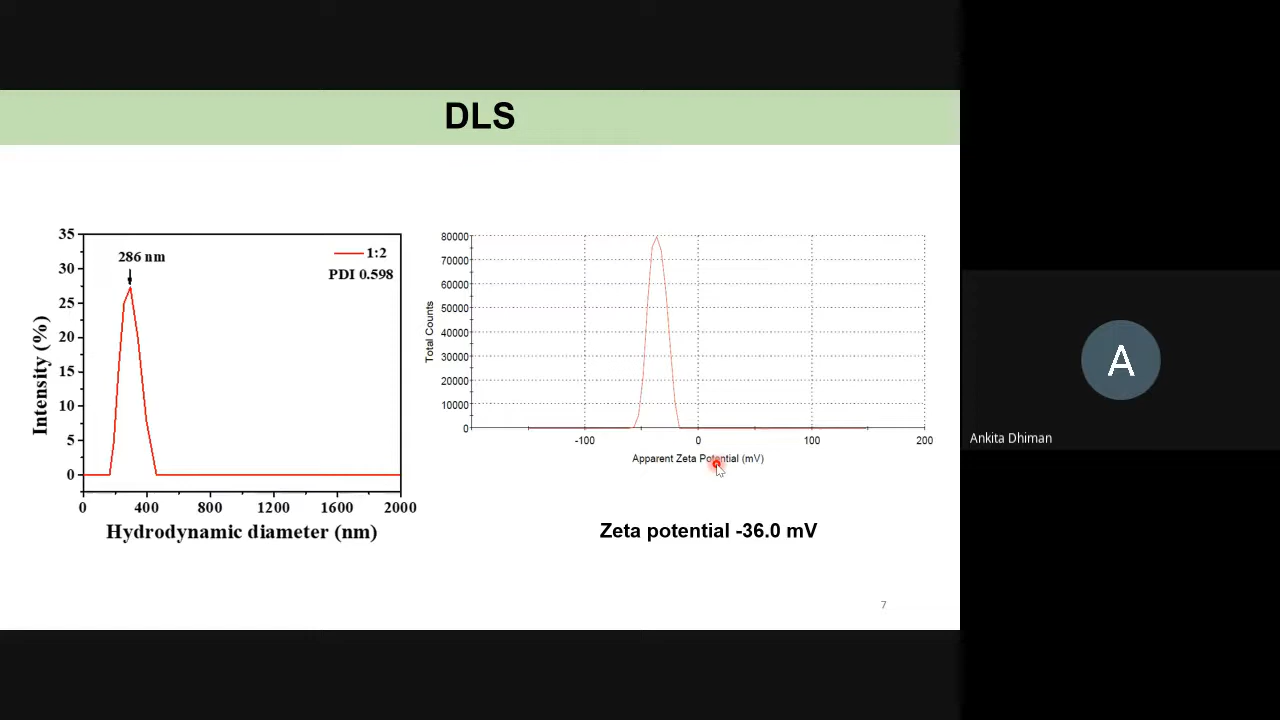 DLS
35
30
25
20
15
10
5
0
Intensity (%)
286 nm
1:2
PDI 0.598
0 400 800 1200 1600 2000
Hydrodynamic diameter (nm)
80000
70000
60000
50000
40000
30000
20000
10000
0
Total Counts
-100 0 100 200
Apparent Zeta Potential (mV)
Zeta potential -36.0 mV
7
A
Ankita Dhiman